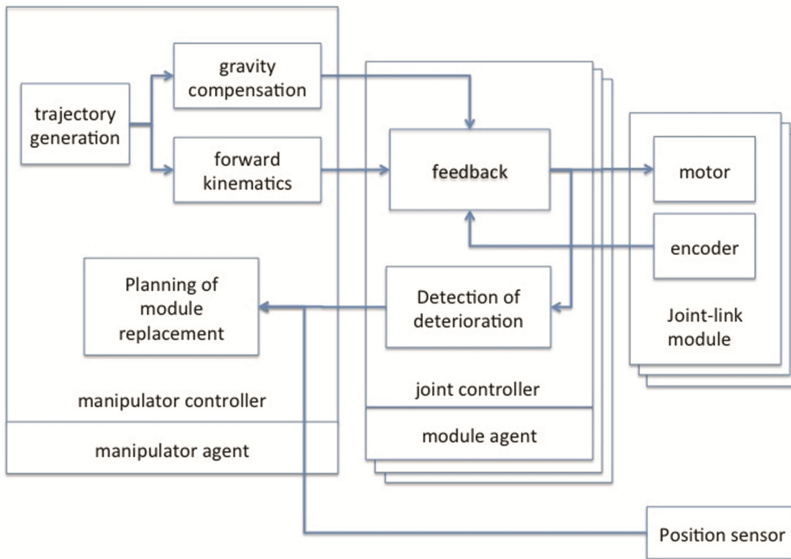 gravity
compensation
trajectory
generation
forward
kinematics
feedback
motor
encoder
Planning of
module
replacement
Detection of
deterioration
Joint-link
module
manipulator controller
joint controller
manipulator agent
module agent
Position sensor